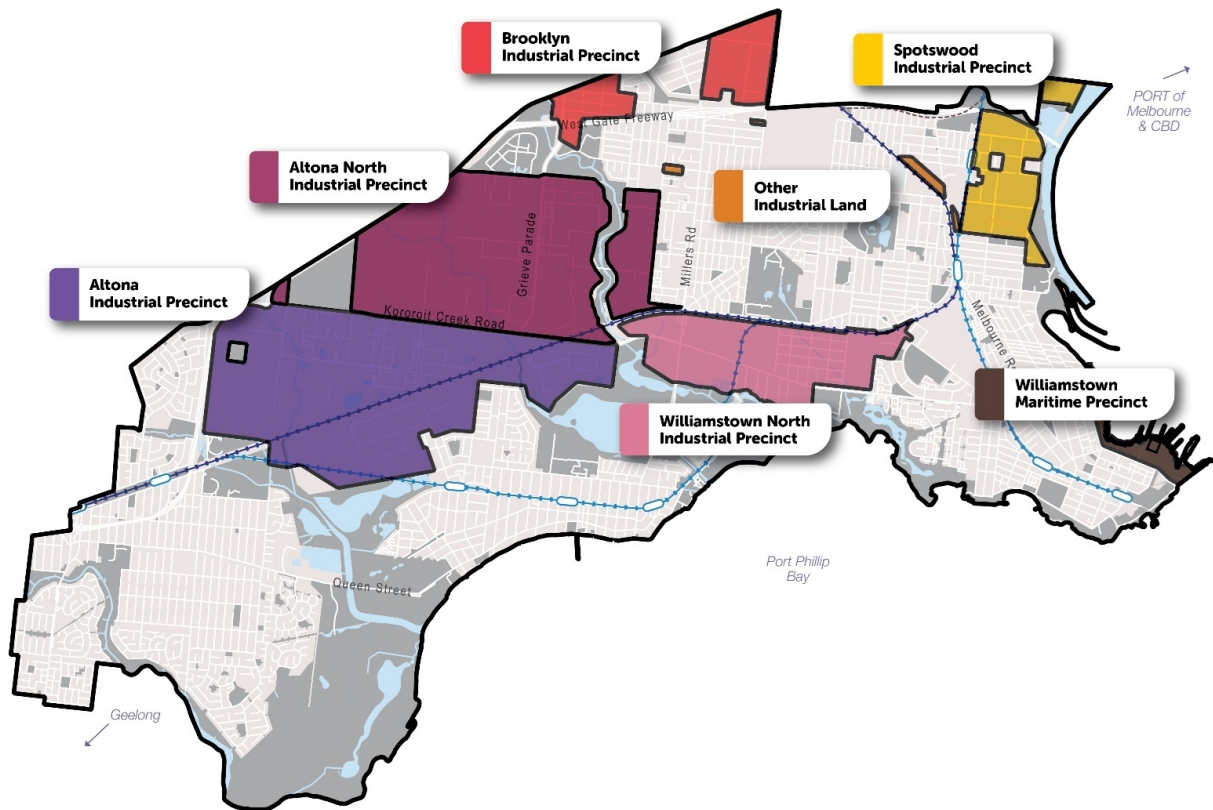 Brooklyn
Industrial Precinct
Spotswood
Industrial Precinct
PORT of
Melbourne
& CBD
West Gate Freeway
Altona North
Industrial Precinct
Other
Industrial Land
Grieve Parade
Millers Rd
Altona
Industrial Precinct
Kororoit Creek Road
Melbourne Rd
Williamstown
Maritime Precinct
Williamstown North
Industrial Precinct
Port Phillip
Bay
Queen Street
Geelong